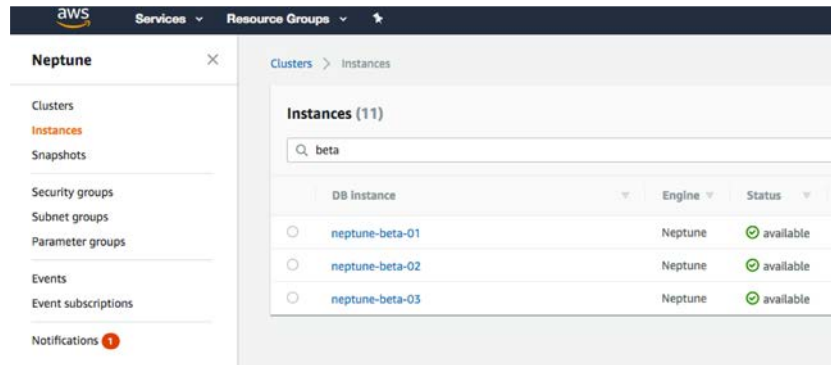 aws Services Resource Groups
Neptune
Clusters
Instances
Snapshots
Security groups
Subnet groups
Parameter groups
Events
Event subscriptions
Notifications 1
Clusters > Instances
Instances (11)
beta
DB instance Engine Status
neptune-beta-01 Neptune available
neptune-beta-02 Neptune available
neptune-beta-03 Neptune available